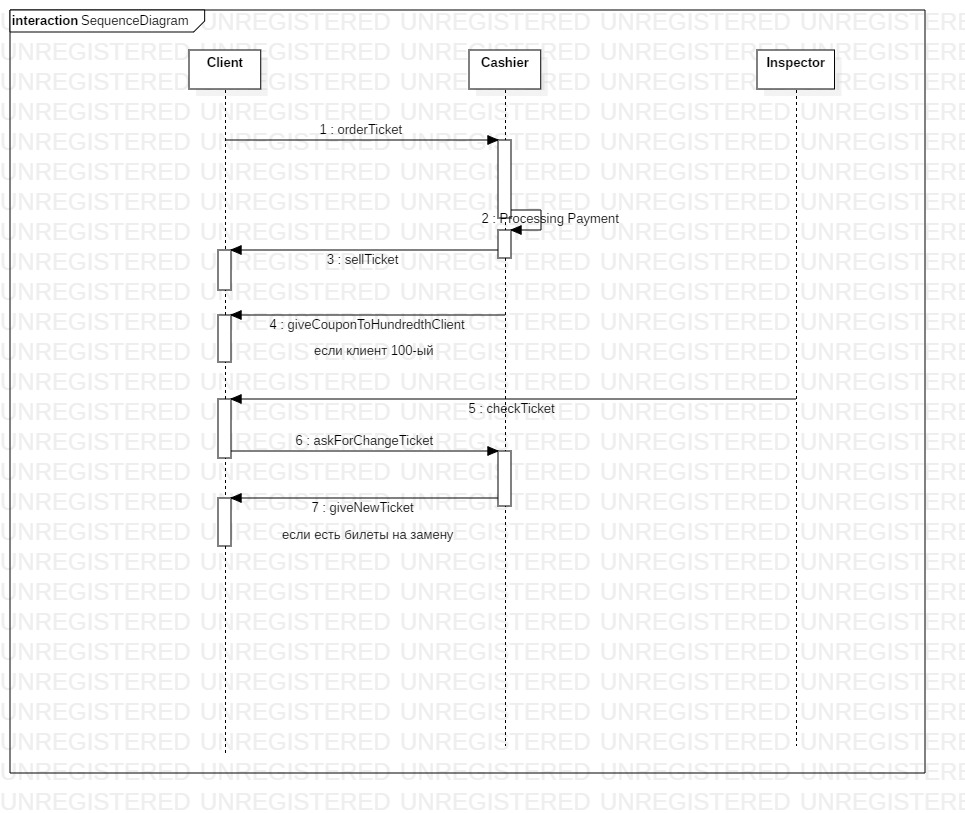 interaction SequenceDiagram
Client
Cashier
Inspector
1 : orderTicket
2 : Processing Payment
3 : sellTicket
4 : giveCouponToHundredthClient
если клиент 100-ый
5 : checkTicket
6 : askForChangeTicket
7 : giveNewTicket
если есть билеты на замену
UNREGISTERED